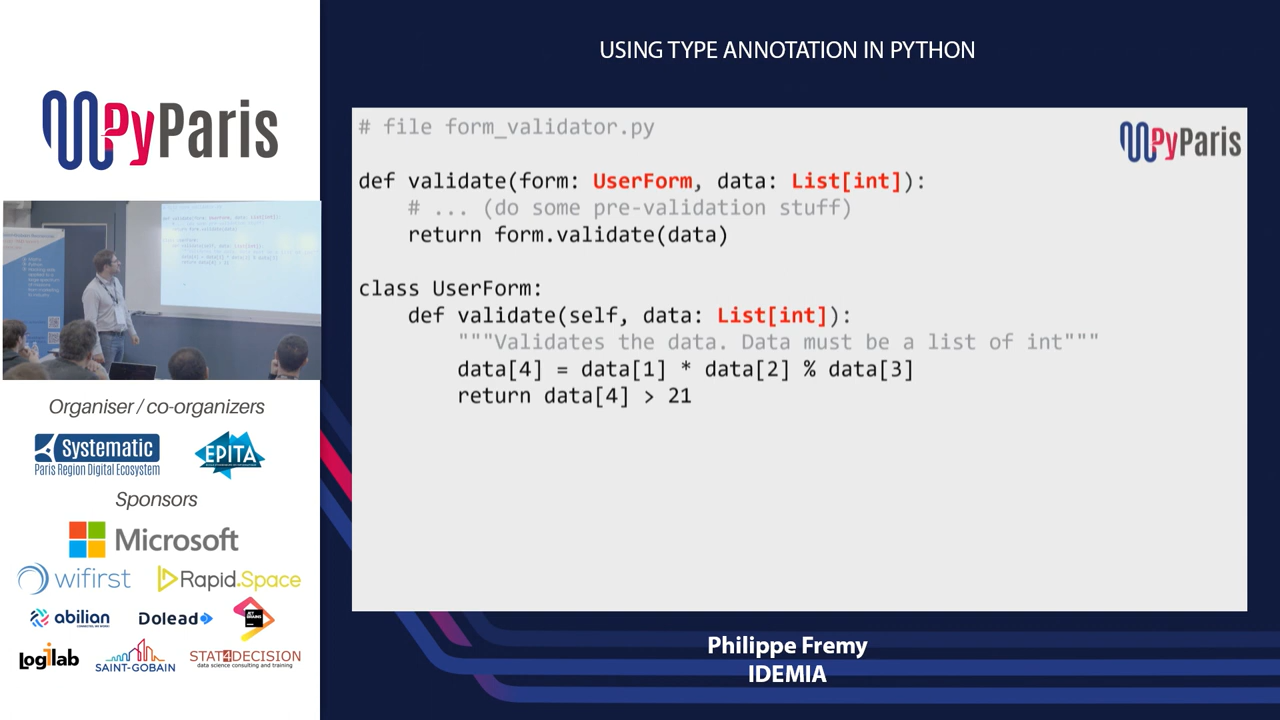 USING TYPE ANNOTATION IN PYTHON
PyParis
# file form_validator.py
PyParis
def validate(form: UserForm, data: List[int]):
# ... (do some pre-validation stuff)
return form.validate(data)
class UserForm:
def validate(self, data: List[int]):
"""Validates the data. Data must be a list of int"""
data[4] = data[1] * data[2] % data[3]
return data[4] > 21
Organiser / co-organizers
Systematic
Paris Region Digital Ecosystem
EPITA
Sponsors
Microsoft
wifirst
Rapid.Space
abilian
Dolead
JET BRAINS
Logilab
SAINT-GOBAIN
STAT4DECISION
data science consulting and training
Philippe Fremy
IDEMIA